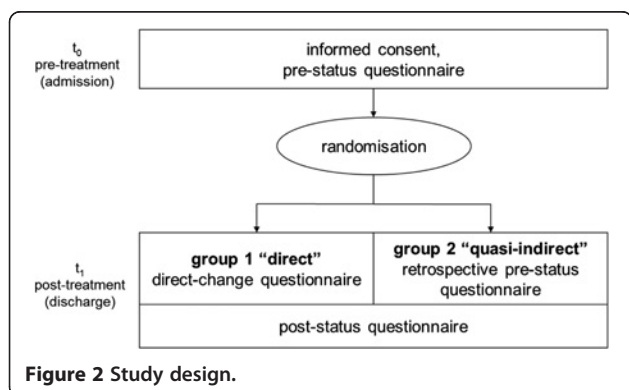 t₀
pre-treatment
(admission)
informed consent,
pre-status questionnaire
randomisation
t₁
post-treatment
(discharge)
group 1 "direct"
direct-change questionnaire
group 2 "quasi-indirect"
retrospective pre-status
questionnaire
post-status questionnaire
Figure 2 Study design.